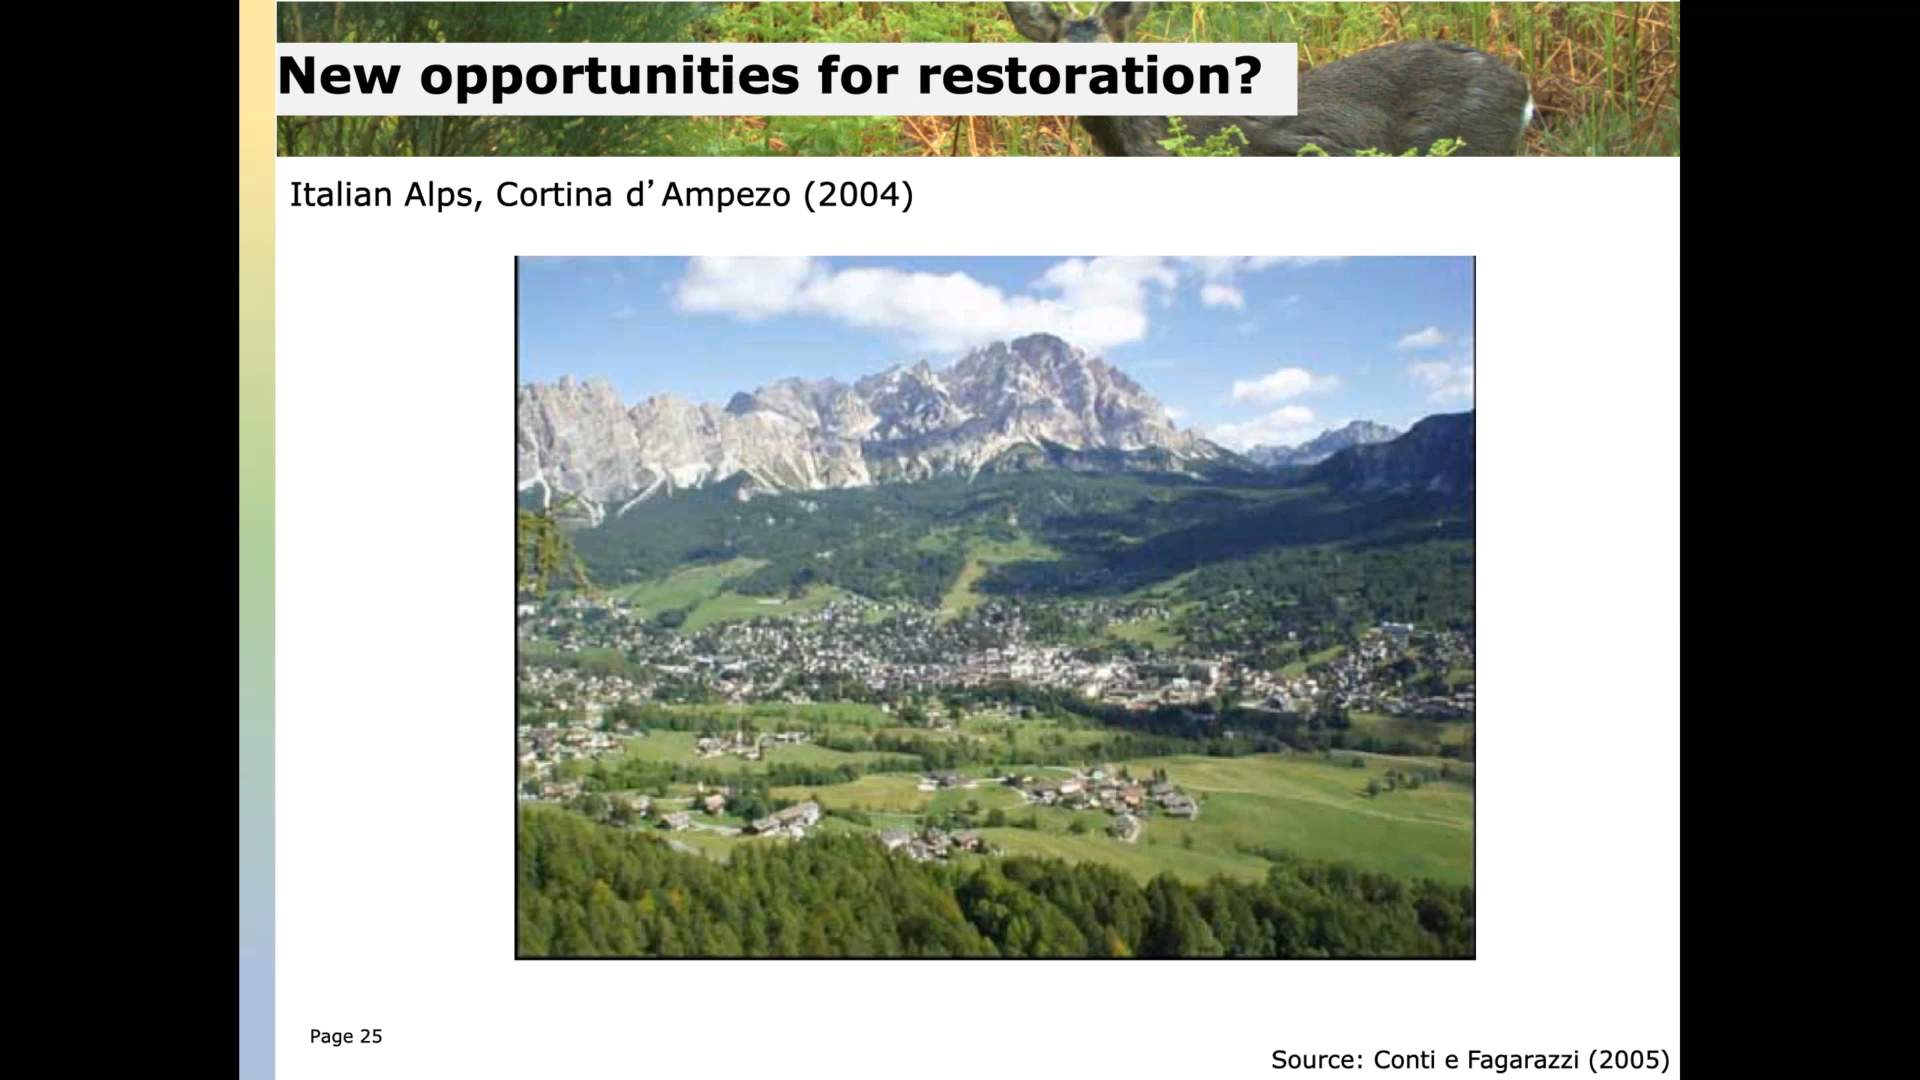 New opportunities for restoration?
Italian Alps, Cortina d’Ampezo (2004)
Page 25
Source: Conti e Fagarazzi (2005)